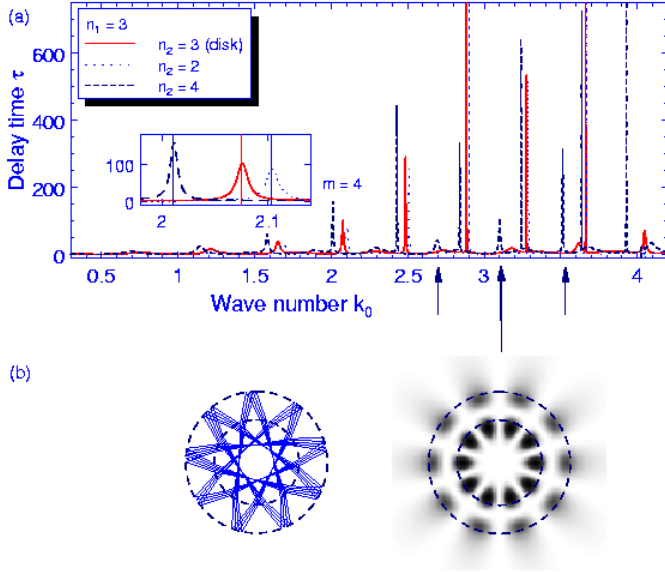 (a)
n₁ = 3
n₂ = 3 (disk)
n₂ = 2
n₂ = 4
Delay time τ
600
400
200
0
100
0
2
2.1
m = 4
0.5
1
1.5
2
2.5
3
3.5
4
Wave number k₀
(b)